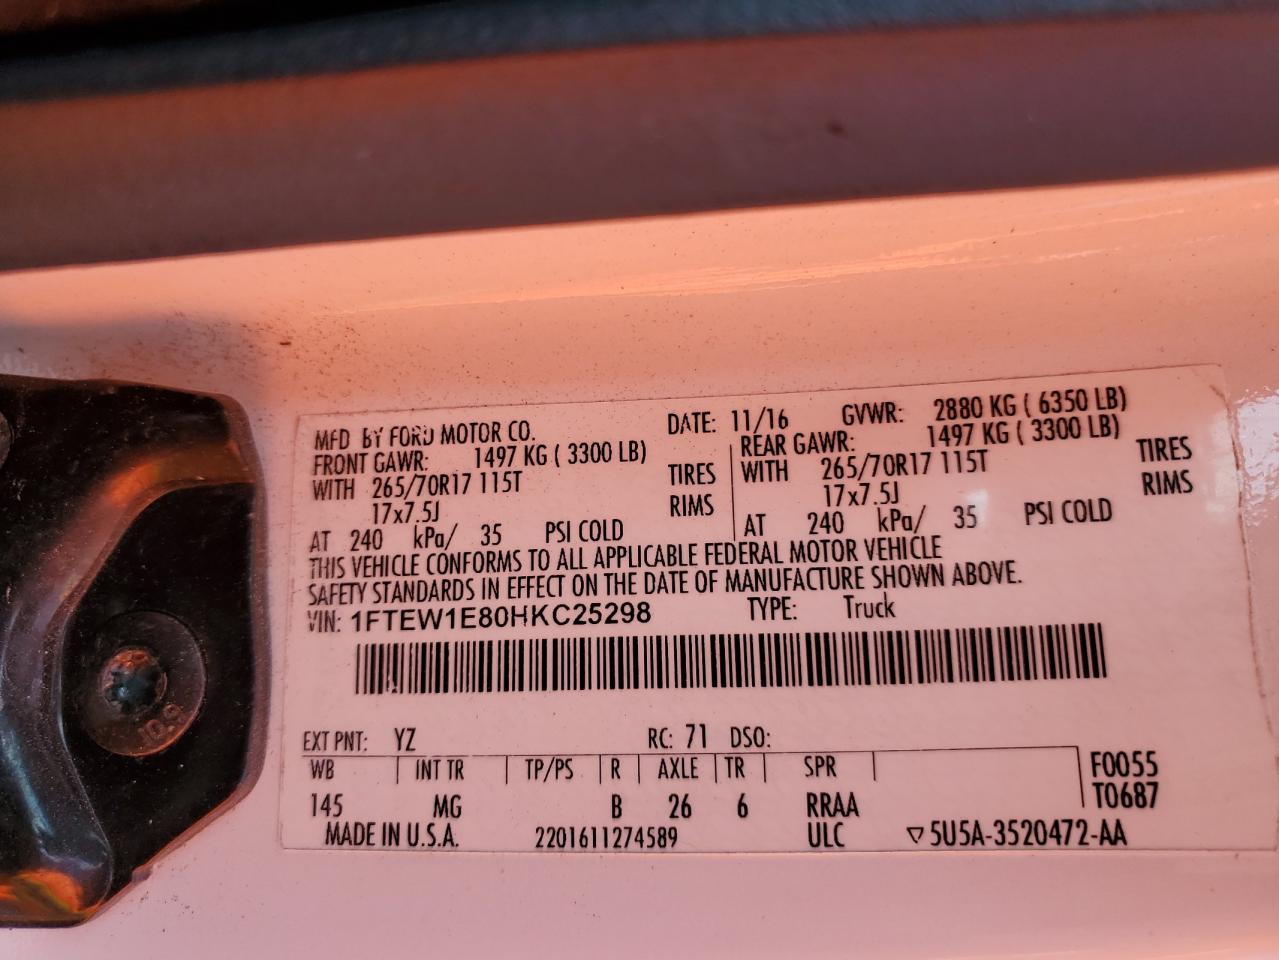 MFD BY FORD MOTOR CO. DATE: 11/16 GVWR: 2880 KG ( 6350 LB)
FRONT GAWR: 1497 KG ( 3300 LB) REAR GAWR: 1497 KG ( 3300 LB)
WITH 265/70R17 115T TIRES WITH 265/70R17 115T TIRES
17x7.5J RIMS 17x7.5J RIMS
AT 240 kPa/ 35 PSI COLD AT 240 kPa/ 35 PSI COLD
THIS VEHICLE CONFORMS TO ALL APPLICABLE FEDERAL MOTOR VEHICLE
SAFETY STANDARDS IN EFFECT ON THE DATE OF MANUFACTURE SHOWN ABOVE.
VIN: 1FTEW1E80HKC25298 TYPE: Truck
EXT PNT: YZ RC: 71 DSO:
WB INT TR TP/PS R AXLE TR SPR F0055
145 MG B 26 6 RRAA T0687
MADE IN U.S.A. 2201611274589 ULC ▽5U5A-3520472-AA
10.9